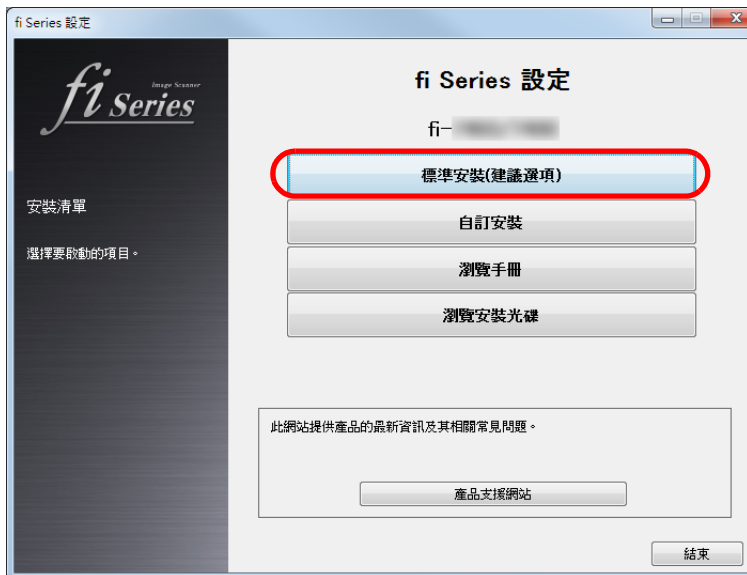 fi Series 設定
Image Scanner
fi Series
安裝清單
選擇要啟動的項目。
fi Series 設定
fi-
標準安裝(建議選項)
自訂安裝
瀏覽手冊
瀏覽安裝光碟
此網站提供產品的最新資訊及其相關常見問題。
產品支援網站
結束